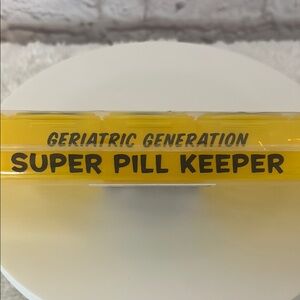 GERIATRIC GENERATION
SUPER PILL KEEPER